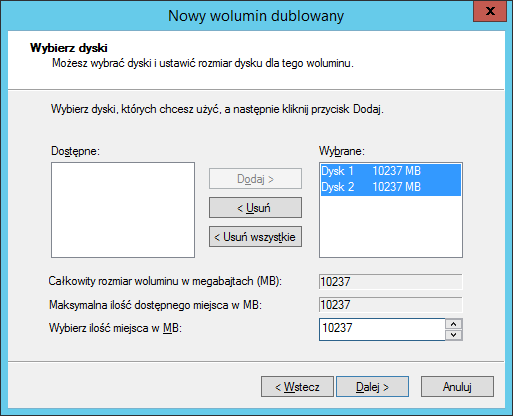 Nowy wolumin dublowany
x
Wybierz dyski
Możesz wybrać dyski i ustawić rozmiar dysku dla tego woluminu.
Wybierz dyski, których chcesz użyć, a następnie kliknij przycisk Dodaj.
Dostępne:
Wybrane:
Dodaj >
< Usuń
< Usuń wszystkie
Dysk 1 10237 MB
Dysk 2 10237 MB
Całkowity rozmiar woluminu w megabajtach (MB): 10237
Maksymalna ilość dostępnego miejsca w MB: 10237
Wybierz ilość miejsca w MB: 10237
< Wstecz Dalej > Anuluj